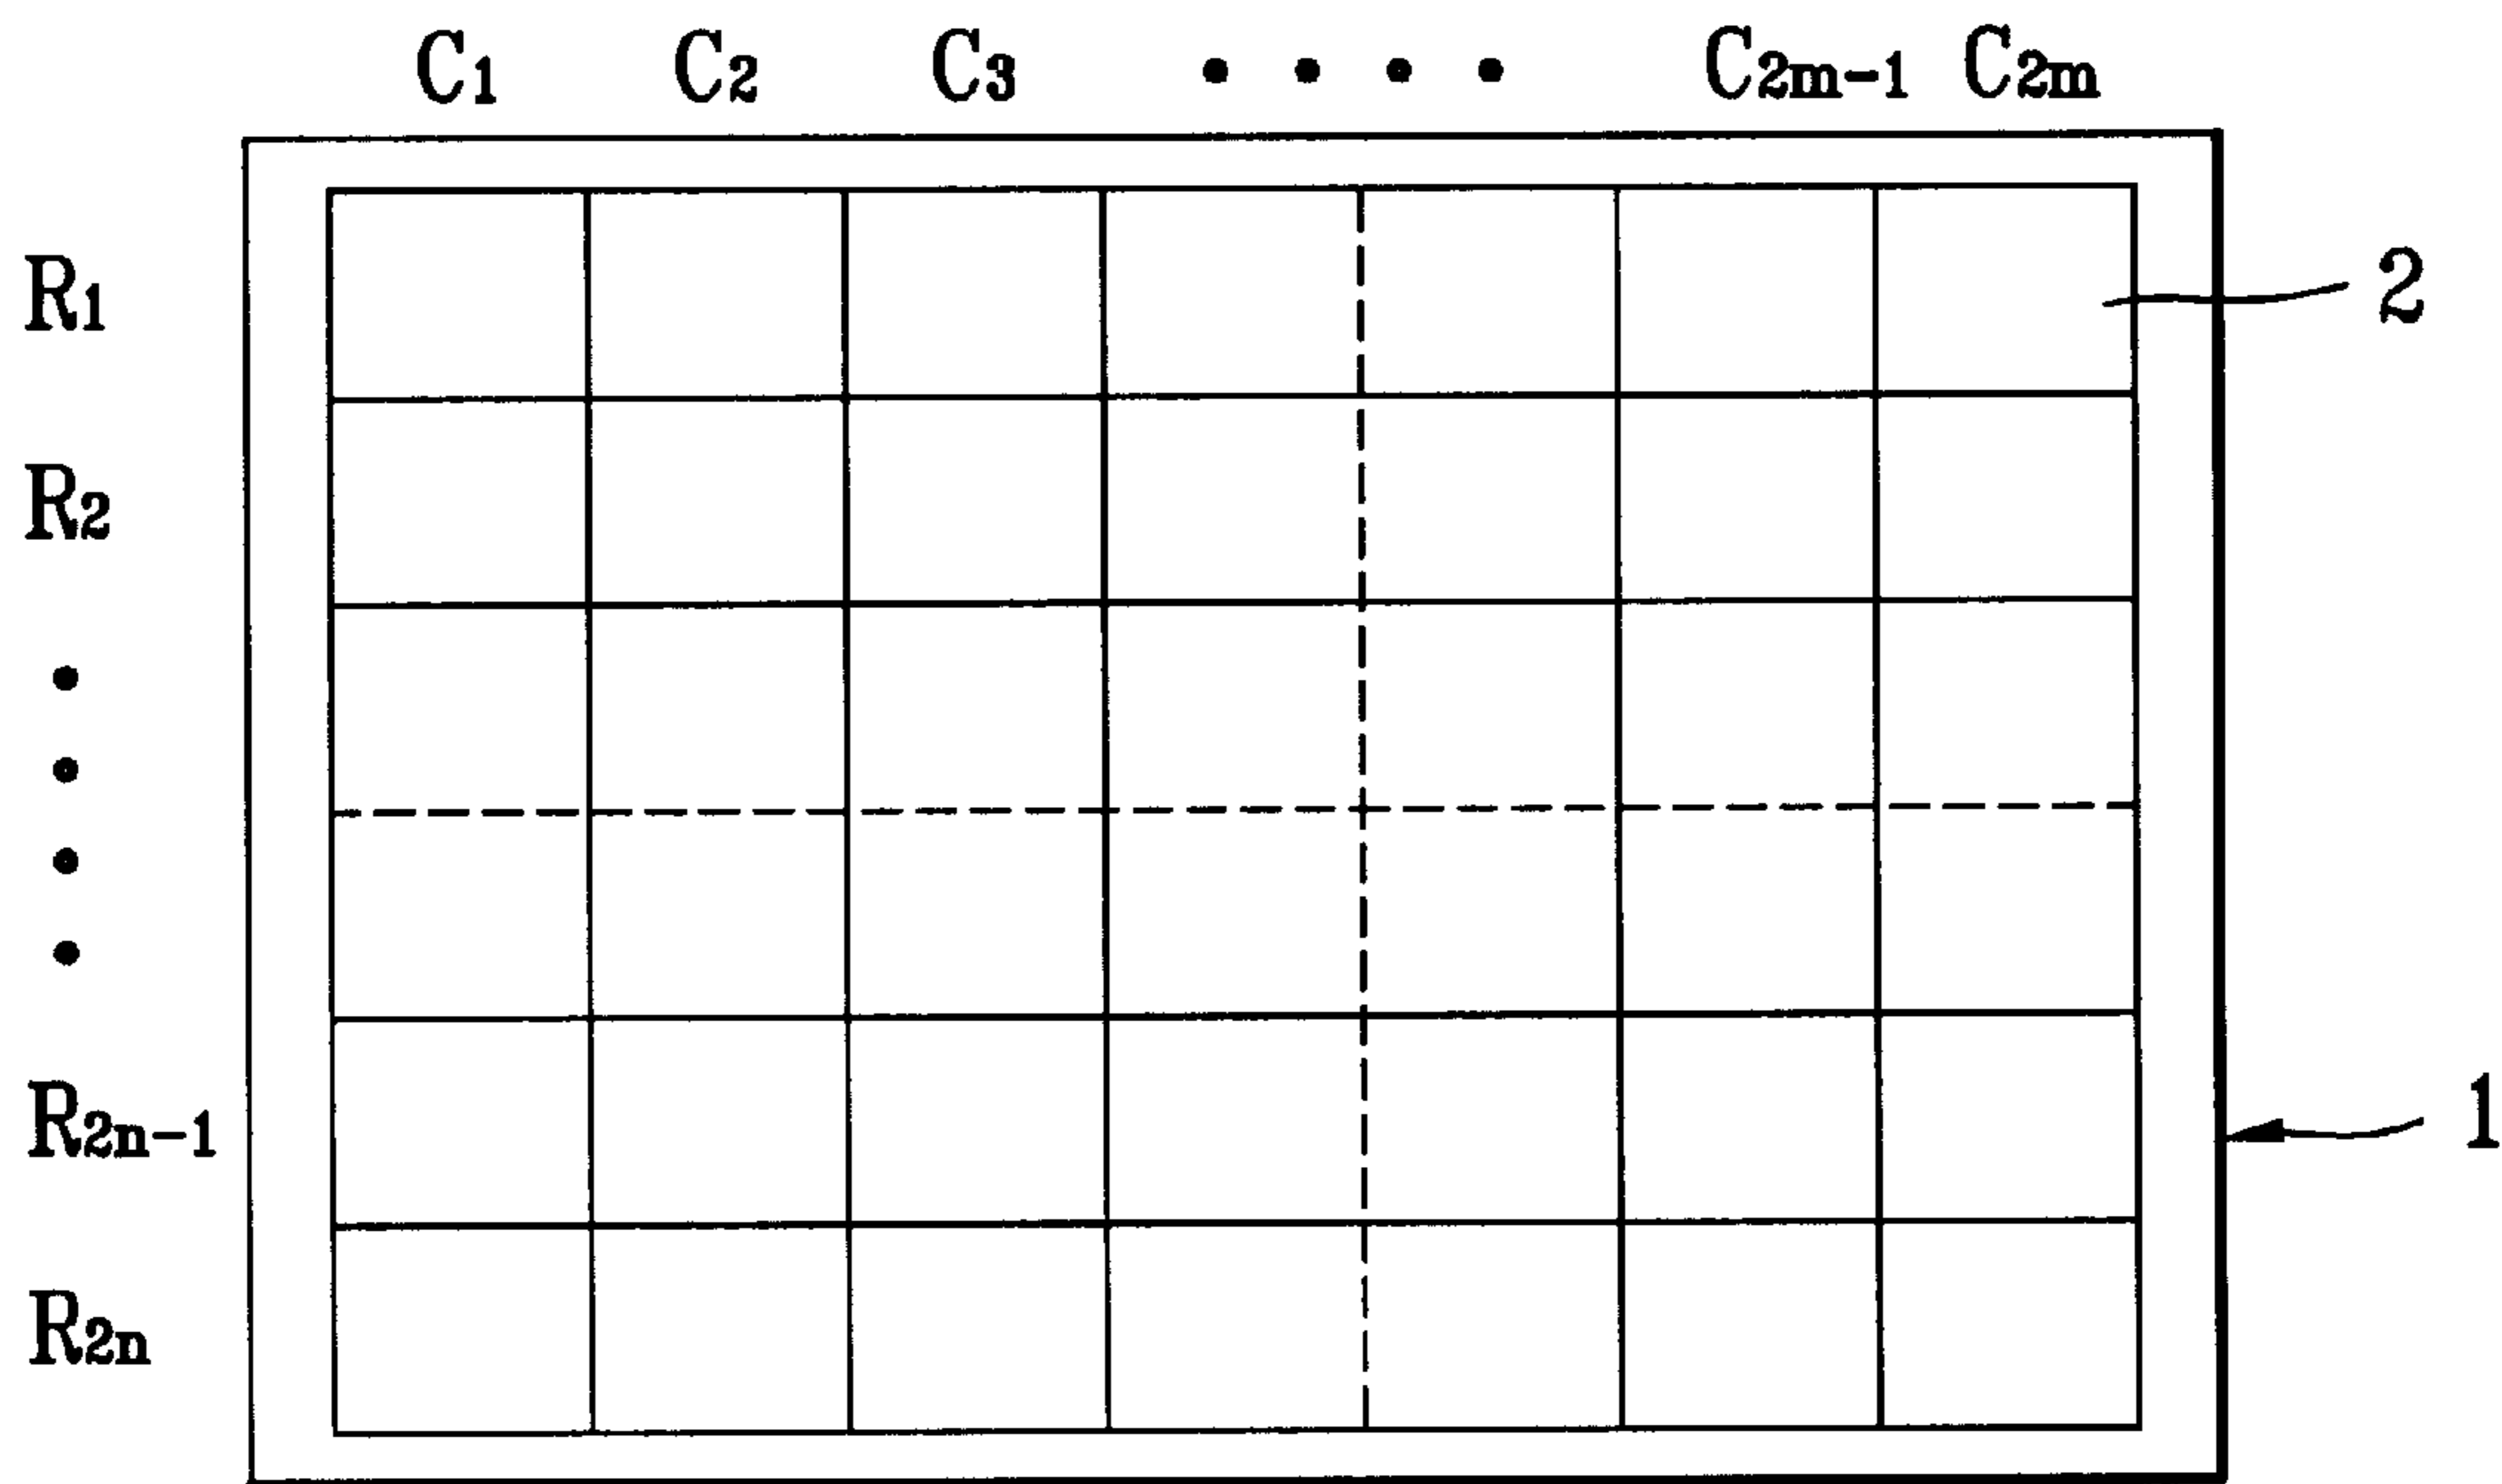 C1 C2 C3 • • • • C2m-1 C2m
R1 2
R2
•
•
•
•
R2n-1 1
R2n